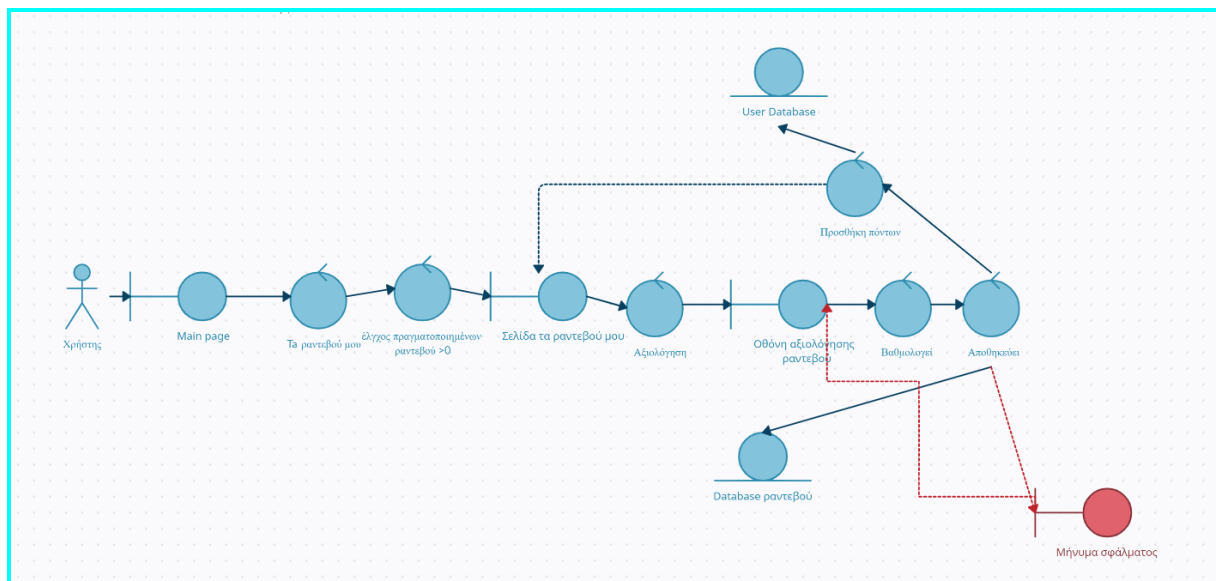 User Database
Προσθήκη πόντων
Χρήστης
Main page
Τα ραντεβού μου
έλγχος πραγματοποιημένων
ραντεβού >0
Σελίδα τα ραντεβού μου
Αξιολόγηση
Οθόνη αξιολόγησης
ραντεβού
Βαθμολογεί
Αποθηκεύει
Database ραντεβού
Μήνυμα σφάλματος